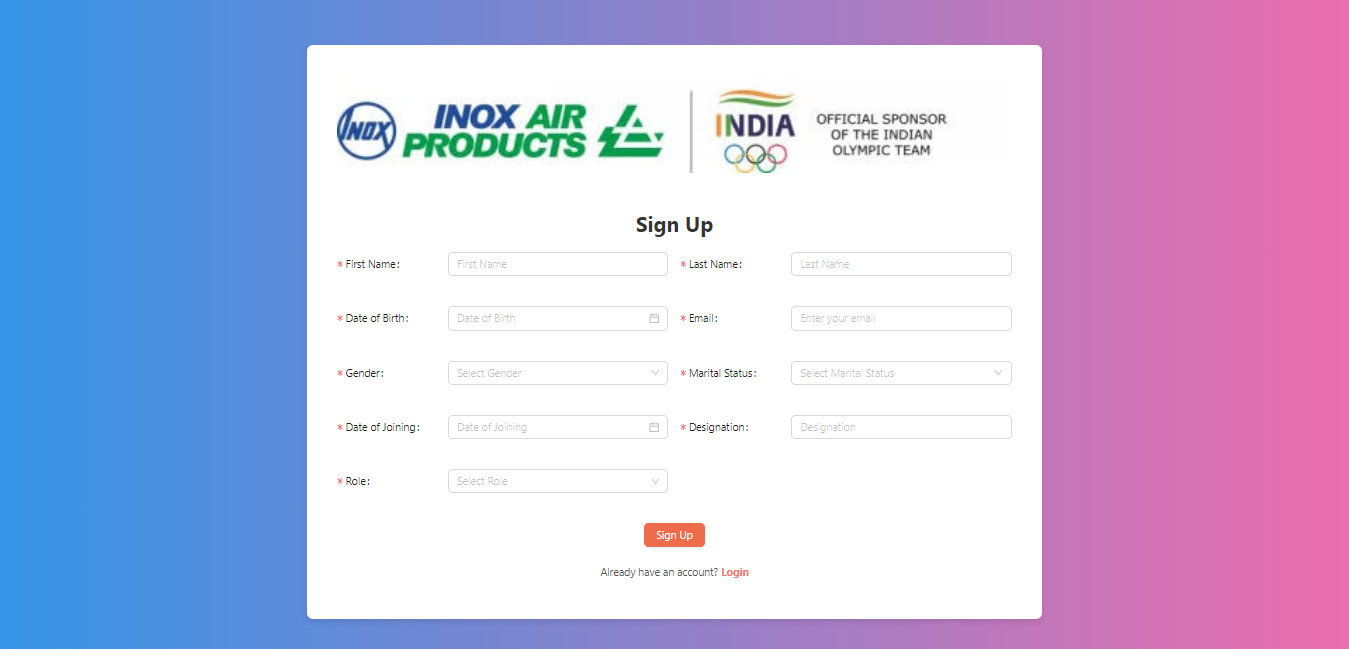 INOX
INOX AIR
PRODUCTS
INDIA
OFFICIAL SPONSOR
OF THE INDIAN
OLYMPIC TEAM
Sign Up
* First Name:
First Name
* Last Name:
Last Name
* Date of Birth:
Date of Birth
* Email:
Enter your email
* Gender:
Select Gender
* Marital Status:
Select Marital Status
* Date of Joining:
Date of Joining
* Designation:
Designation
* Role:
Select Role
Sign Up
Already have an account? Login